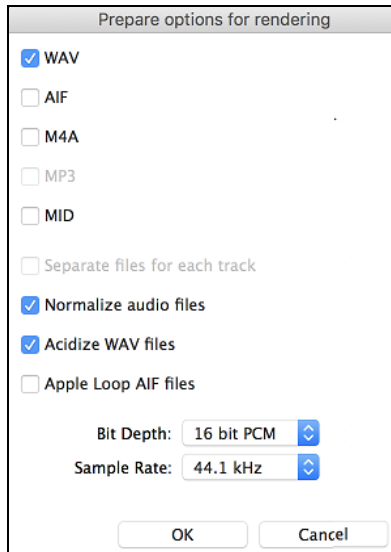 Prepare options for rendering
WAV
AIF
M4A
MP3
MID
Separate files for each track
Normalize audio files
Acidize WAV files
Apple Loop AIF files
Bit Depth: 16 bit PCM
Sample Rate: 44.1 kHz
OK Cancel